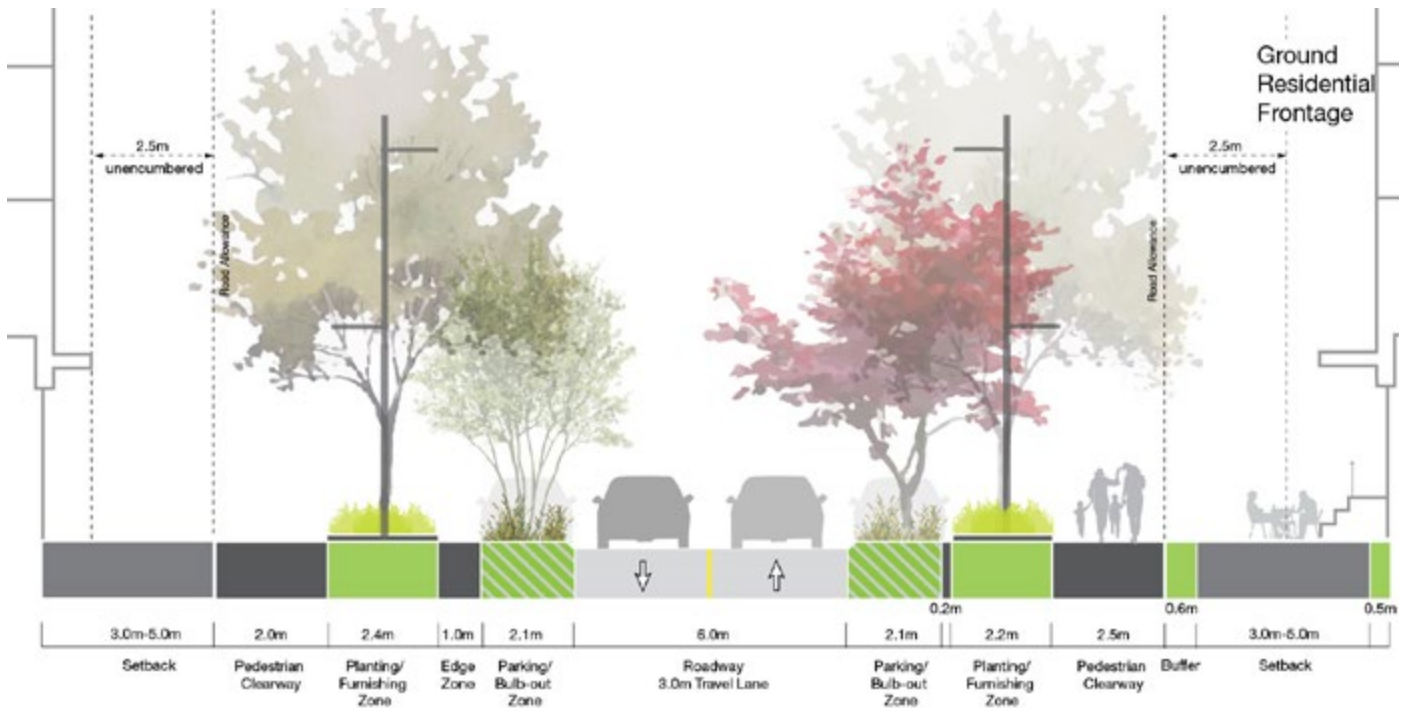 Ground
Residential
Frontage
2.5m
unencumbered
2.5m
unencumbered
Road Allowance
Road Allowance
0.2m
0.6m
0.5m
3.0m-5.0m
2.0m
2.4m
1.0m
2.1m
6.0m
2.1m
2.2m
2.5m
3.0m-5.0m
Setback
Pedestrian
Clearway
Planting/
Furnishing
Zone
Edge
Zone
Parking/
Bulb-out
Zone
Roadway
3.0m Travel Lane
Parking/
Bulb-out
Zone
Planting/
Furnishing
Zone
Pedestrian
Clearway
Buffer
Setback